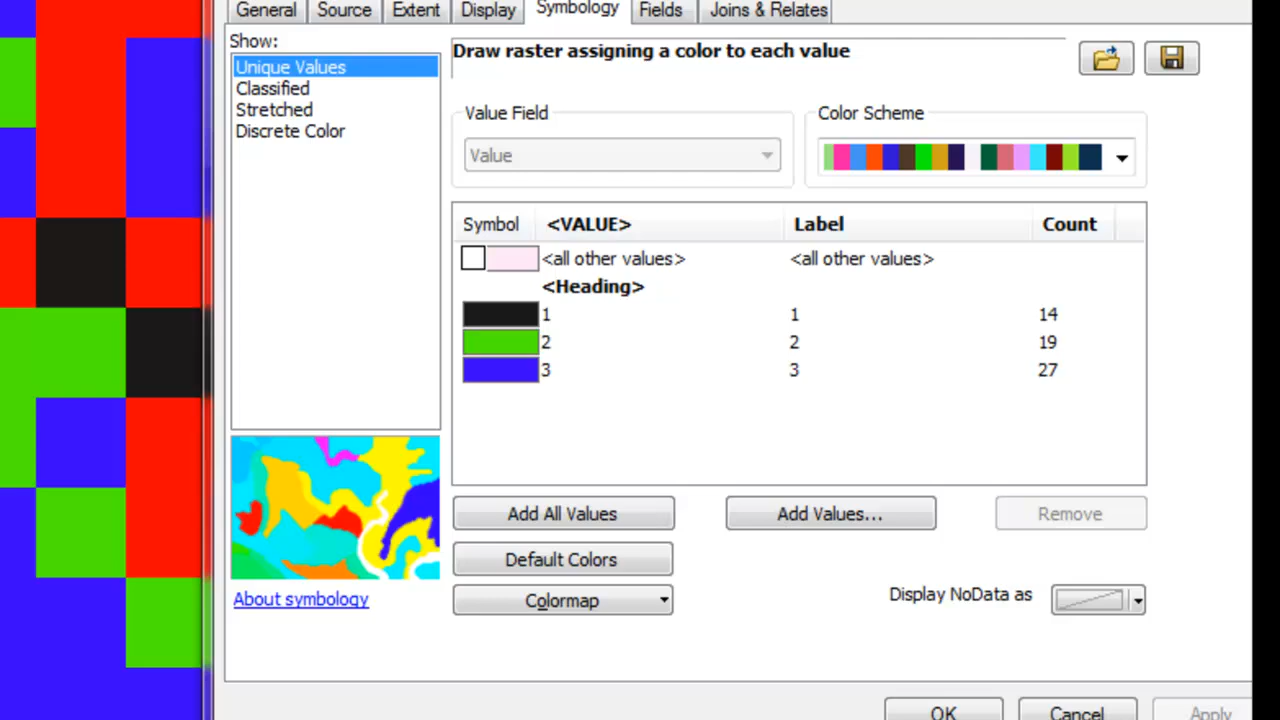 General Source Extent Display Symbology Fields Joins & Relates
Show:
Unique Values
Classified
Stretched
Discrete Color
About symbology
Draw raster assigning a color to each value
Value Field
Value
Color Scheme
Symbol <VALUE> Label Count
<all other values> <all other values>
<Heading>
1 1 14
2 2 19
3 3 27
Add All Values Add Values... Remove
Default Colors
Colormap
Display NoData as
OK Cancel Apply